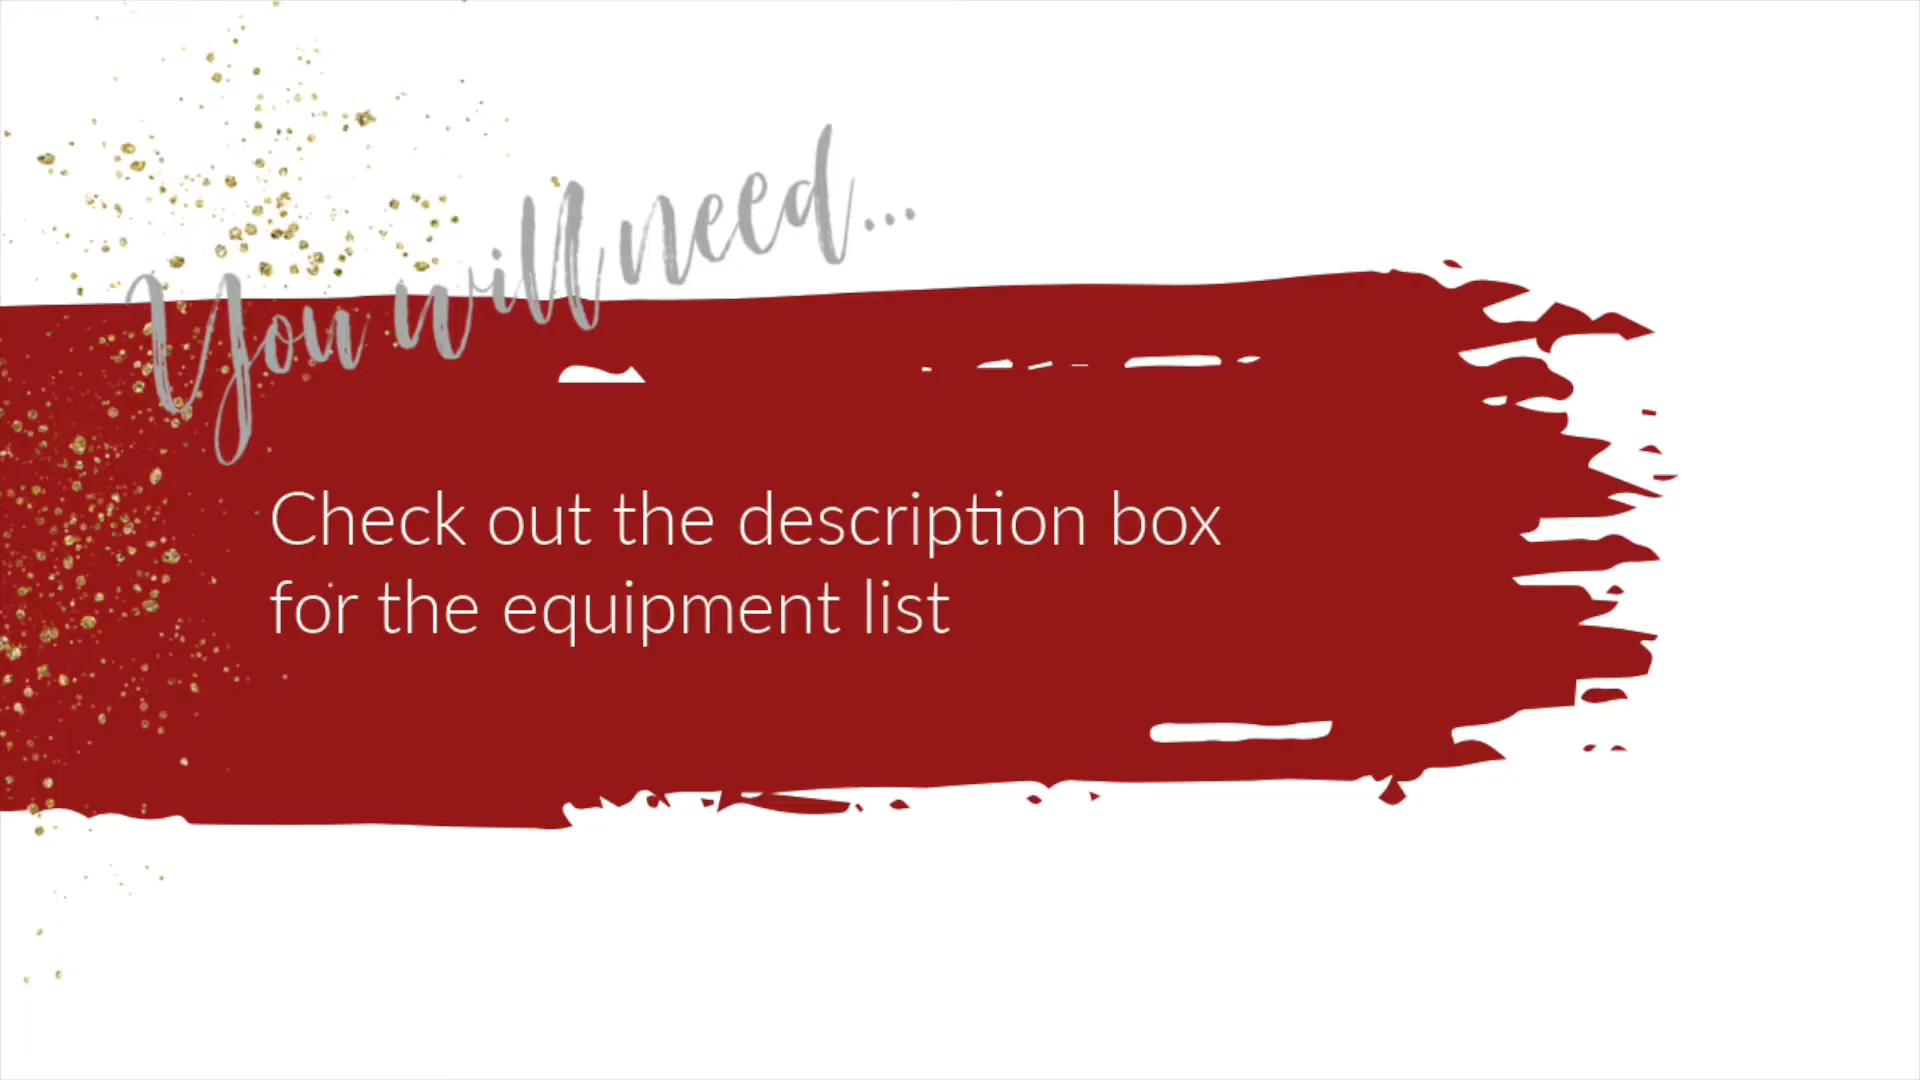 You will need...
Check out the description box
for the equipment list